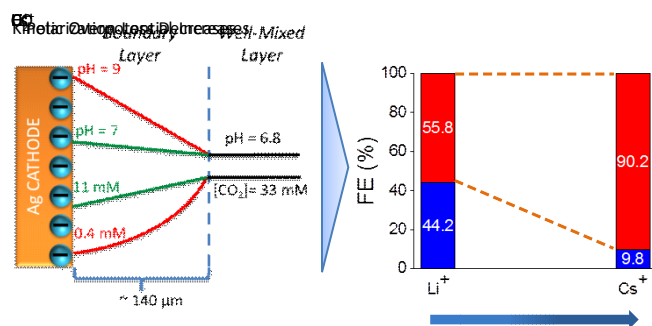 Boundary
Layer
Well-Mixed
Layer
pH = 9
pH = 7
pH = 6.8
[CO₂]= 33 mM
11 mM
0.4 mM
Ag CATHODE
~ 140 µm
FE (%)
100
80
60
40
20
0
55.8
44.2
90.2
9.8
Li⁺
Cs⁺